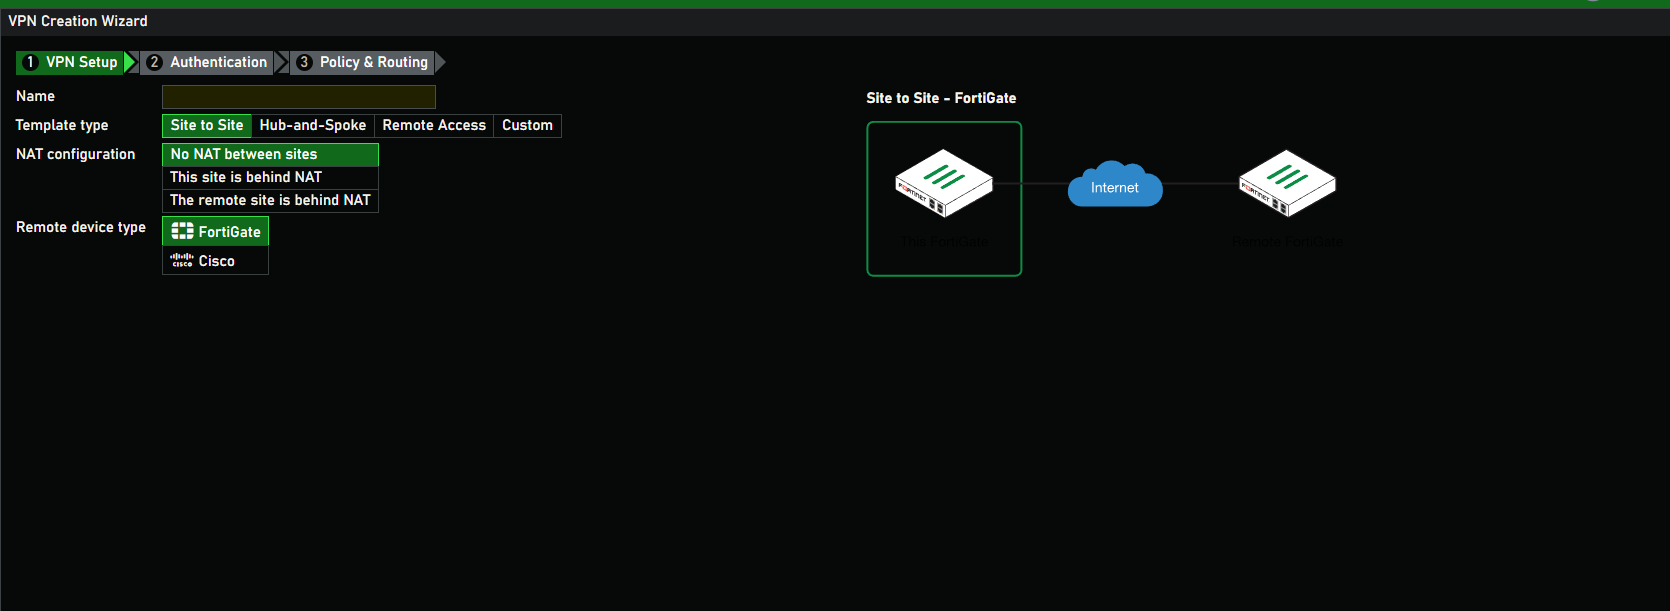 VPN Creation Wizard
1 VPN Setup 2 Authentication 3 Policy & Routing
Name
Template type Site to Site Hub-and-Spoke Remote Access Custom
NAT configuration No NAT between sites
This site is behind NAT
The remote site is behind NAT
Remote device type FortiGate
CISCO Cisco
Site to Site - FortiGate
FORTINET
Internet
FORTINET
This FortiGate
Remote FortiGate